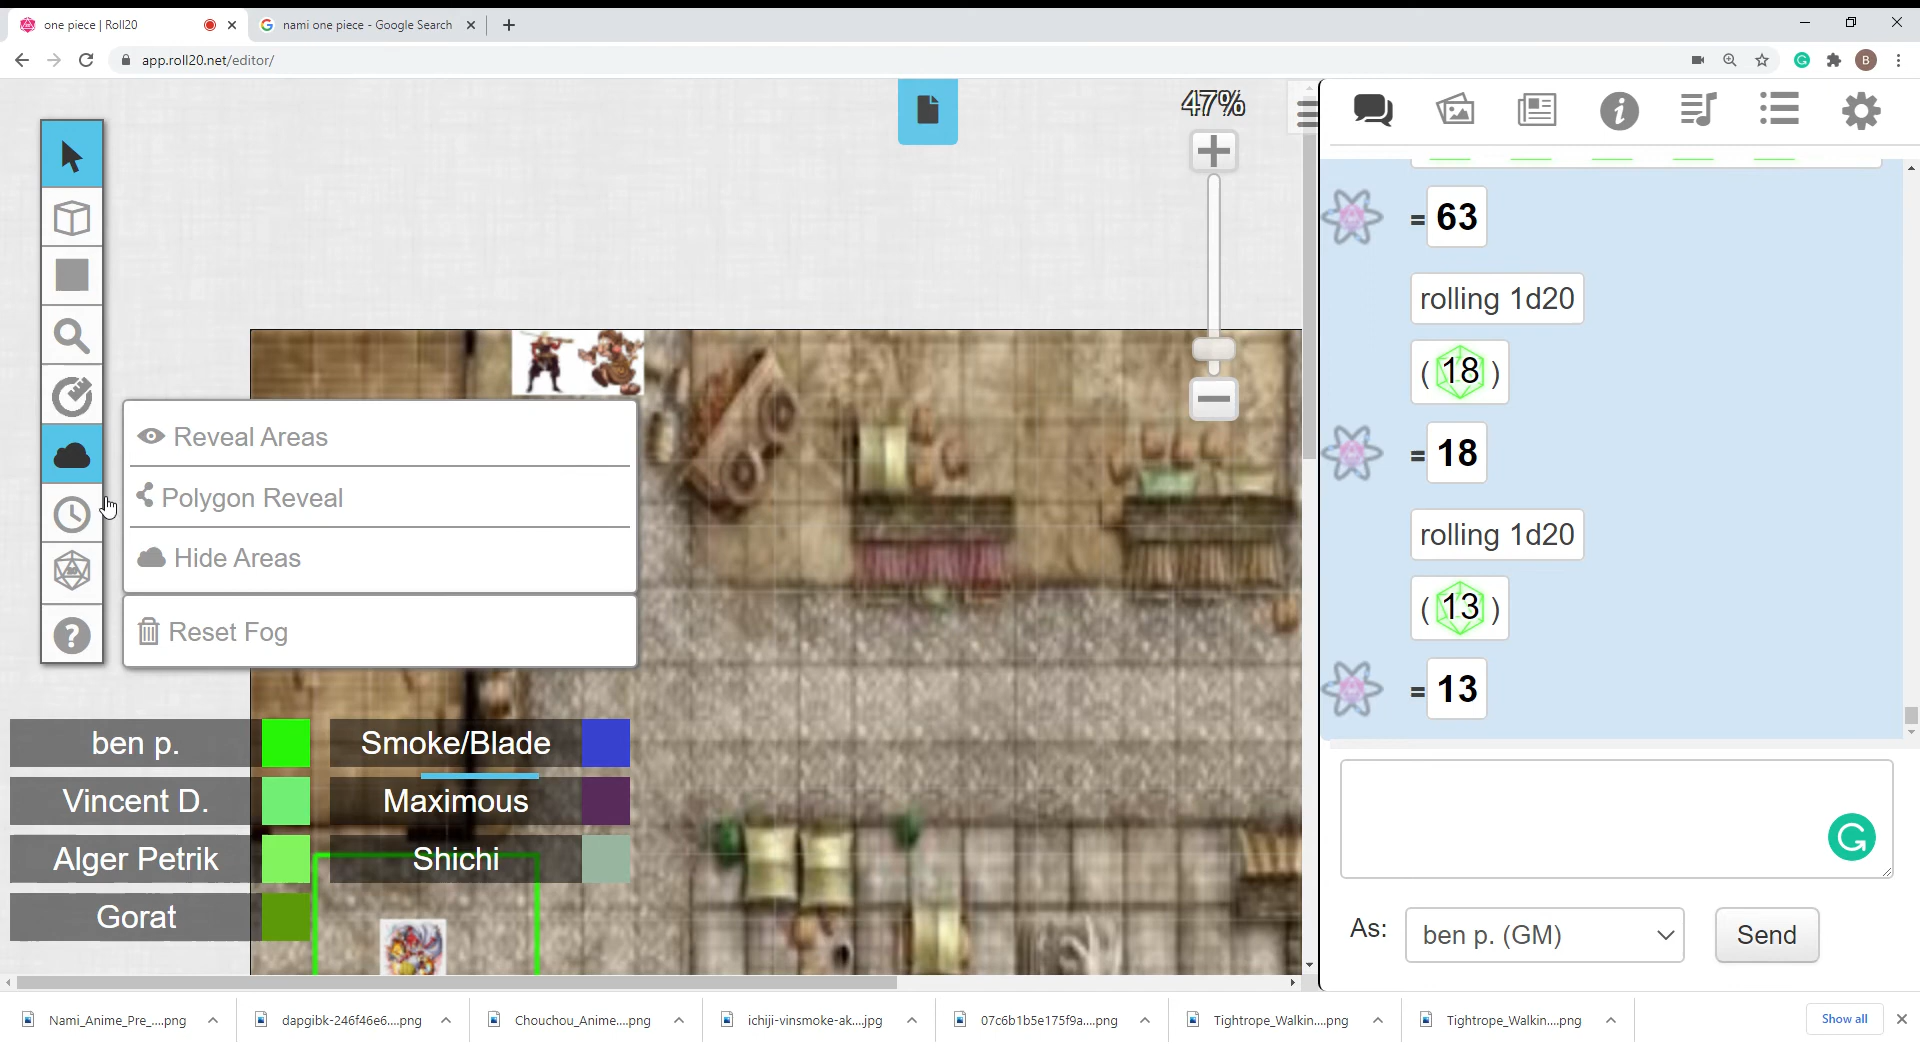 one piece | Roll20
nami one piece - Google Search
app.roll20.net/editor/
B
47%
= 63
rolling 1d20
( 18 )
= 18
rolling 1d20
( 13 )
= 13
Reveal Areas
Polygon Reveal
Hide Areas
Reset Fog
?
ben p.
Smoke/Blade
Vincent D.
Maximous
Alger Petrik
Shichi
Gorat
As:
ben p. (GM)
Send
Nami_Anime_Pre_....png
dapgibk-246f46e6....png
Chouchou_Anime....png
ichiji-vinsmoke-ak....jpg
07c6b1b5e175f9a....png
Tightrope_Walkin....png
Tightrope_Walkin....png
Show all